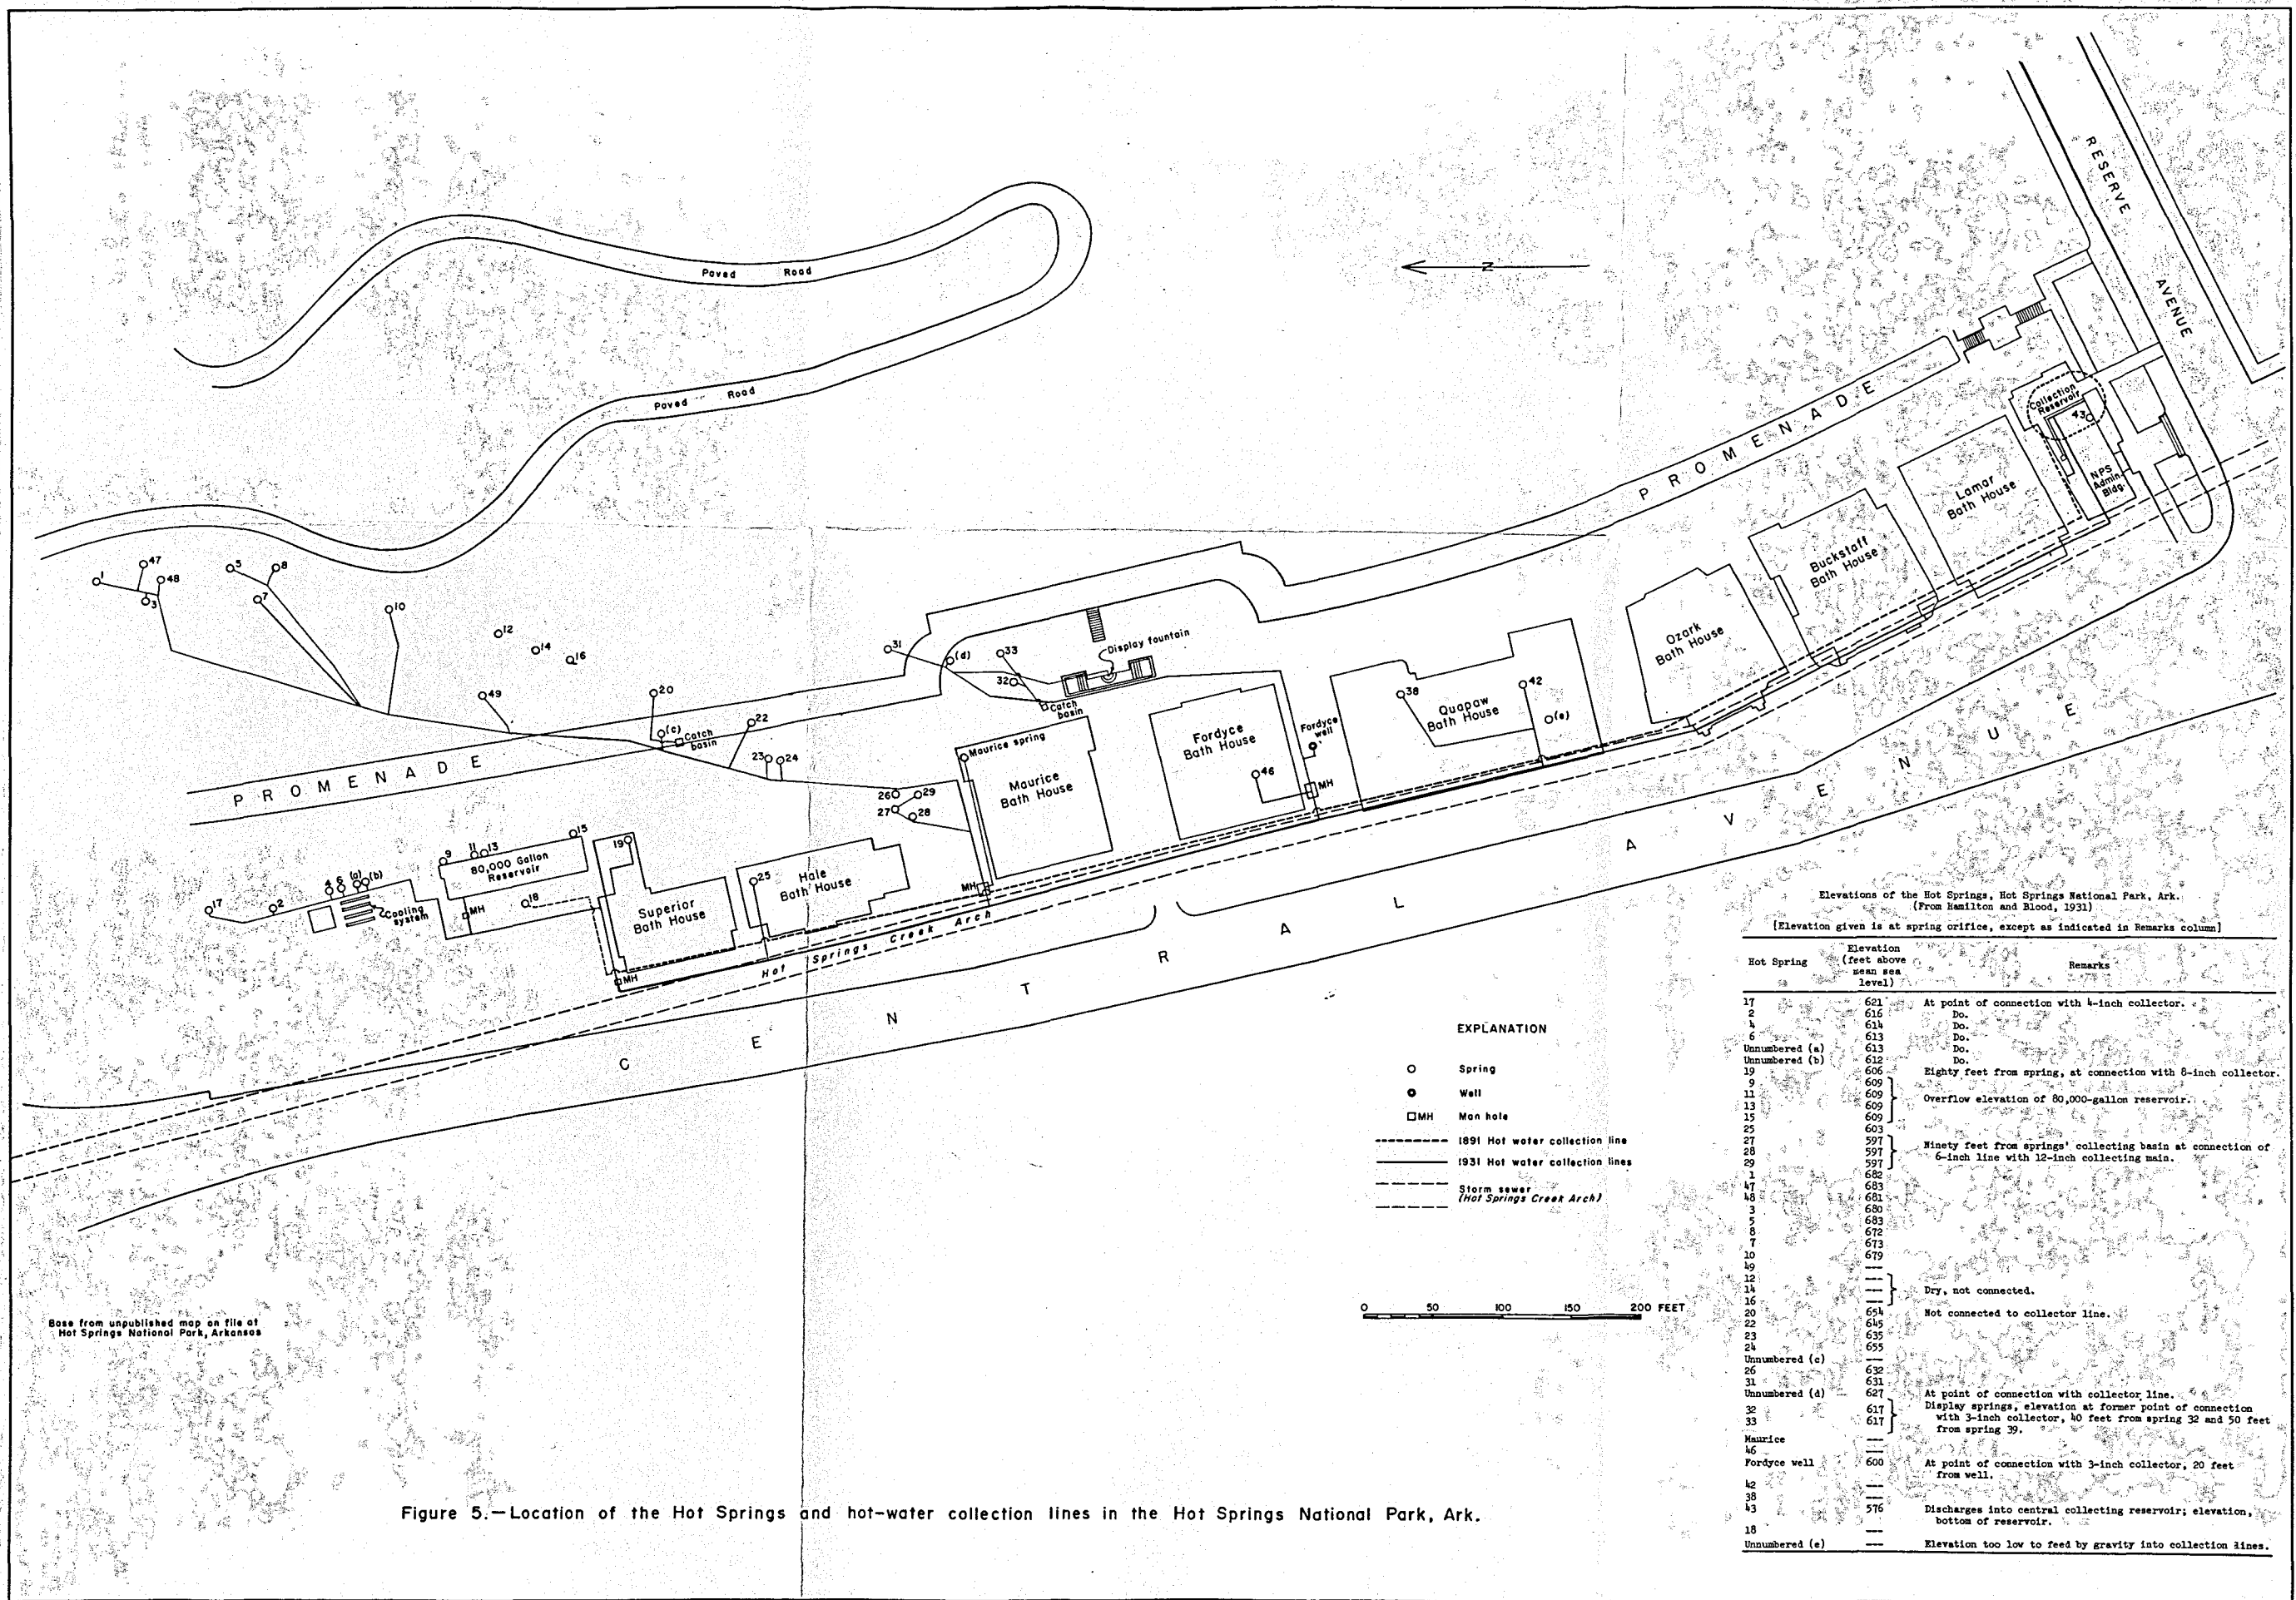 RESERVE AVENUE
Paved Road
N
Paved Road
PROMENADE
Collection
Reservoir
43
NPS
Admin.
Bldg.
Lamar
Bath House
Buckstaff
Bath House
Ozark
Bath House
1
47
48
3
5
8
7
10
12
14
16
49
20
(c)
Catch
basin
22
23
24
31
(d)
33
32
Display fountain
Catch
basin
38
42
Quapaw
Bath House
(e)
Fordyce
well
Fordyce
Bath House
46
MH
Maurice spring
Maurice
Bath House
26
29
27
28
PROMENADE
15
9
11
13
80,000 Gallon
Reservoir
19
4
6
(a)
(b)
17
2
Cooling
system
MH
18
Superior
Bath House
25
Hale
Bath House
MH
MH
Hot Springs Creek Arch
CENTRAL AVENUE
EXPLANATION
Spring
Well
MH Man hole
1891 Hot water collection line
1931 Hot water collection lines
Storm sewer
(Hot Springs Creek Arch)
0 50 100 150 200 FEET
Base from unpublished map on file at
Hot Springs National Park, Arkansas
Elevations of the Hot Springs, Hot Springs National Park, Ark.
(From Hamilton and Blood, 1931)
[Elevation given is at spring orifice, except as indicated in Remarks column]
Hot Spring Elevation (feet above mean sea level) Remarks
17 621 At point of connection with 4-inch collector.
2 616 Do.
4 614 Do.
6 613 Do.
Unnumbered (a) 613 Do.
Unnumbered (b) 612 Do.
19 606 Eighty feet from spring, at connection with 8-inch collector.
9 609
11 609 Overflow elevation of 80,000-gallon reservoir.
13 609
15 609
25 603
27 597 Ninety feet from springs' collecting basin at connection of
28 597 6-inch line with 12-inch collecting main.
29 597
1 682
47 683
48 681
3 680
5 683
8 672
7 673
10 679
49 ---
12 ---
14 --- Dry, not connected.
16 ---
20 654 Not connected to collector line.
22 645
23 635
24 655
Unnumbered (c) ---
26 632
31 631
Unnumbered (d) 627 At point of connection with collector line.
32 617 Display springs, elevation at former point of connection
33 617 with 3-inch collector, 40 feet from spring 32 and 50 feet
from spring 39.
Maurice ---
46 ---
Fordyce well 600 At point of connection with 3-inch collector, 20 feet
from well.
42 ---
38 ---
43 576 Discharges into central collecting reservoir; elevation,
bottom of reservoir.
18 ---
Unnumbered (e) --- Elevation too low to feed by gravity into collection lines.
Figure 5.—Location of the Hot Springs and hot-water collection lines in the Hot Springs National Park, Ark.